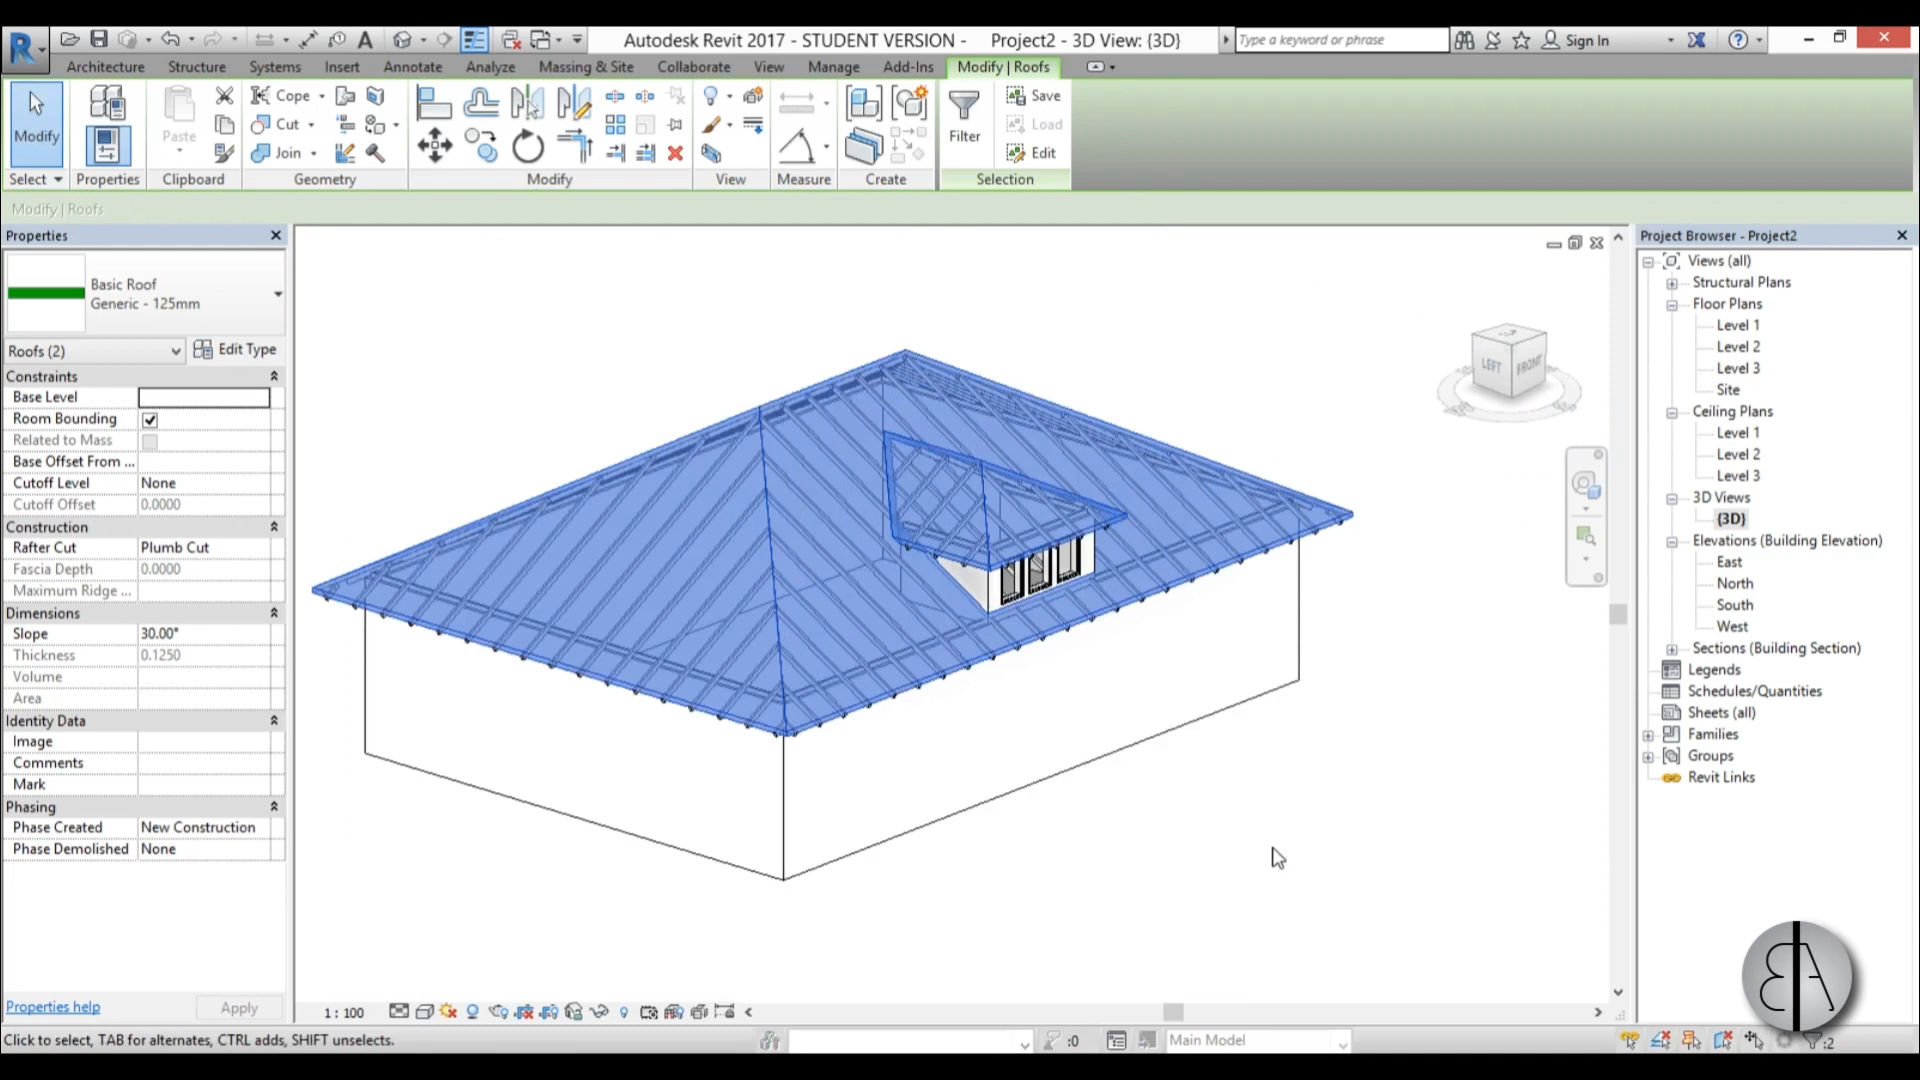 Autodesk Revit 2017 - STUDENT VERSION - Project2 - 3D View: {3D}
Type a keyword or phrase
Sign In
Architecture Structure Systems Insert Annotate Analyze Massing & Site Collaborate View Manage Add-Ins Modify | Roofs
Modify
Paste
Cope
Cut
Join
Filter
Save
Load
Edit
Select Properties Clipboard Geometry Modify View Measure Create Selection
Modify | Roofs
Properties
Basic Roof
Generic - 125mm
Roofs (2) Edit Type
Constraints
Base Level
Room Bounding
Related to Mass
Base Offset From ...
Cutoff Level None
Cutoff Offset 0.0000
Construction
Rafter Cut Plumb Cut
Fascia Depth 0.0000
Maximum Ridge ...
Dimensions
Slope 30.00°
Thickness 0.1250
Volume
Area
Identity Data
Image
Comments
Mark
Phasing
Phase Created New Construction
Phase Demolished None
Properties help Apply
LEFT FRONT
1 : 100
Project Browser - Project2
Views (all)
Structural Plans
Floor Plans
Level 1
Level 2
Level 3
Site
Ceiling Plans
Level 1
Level 2
Level 3
3D Views
{3D}
Elevations (Building Elevation)
East
North
South
West
Sections (Building Section)
Legends
Schedules/Quantities
Sheets (all)
Families
Groups
Revit Links
Click to select, TAB for alternates, CTRL adds, SHIFT unselects.
:0
Main Model
:2